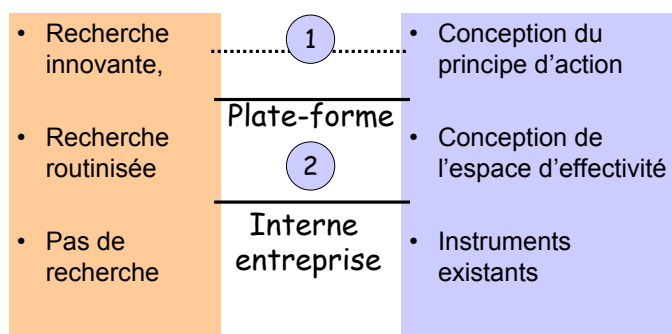 • Recherche
innovante,
• Recherche
routinisée
• Pas de
recherche
1
Plate-forme
2
Interne
entreprise
• Conception du
principe d’action
• Conception de
l’espace d’effectivité
• Instruments
existants